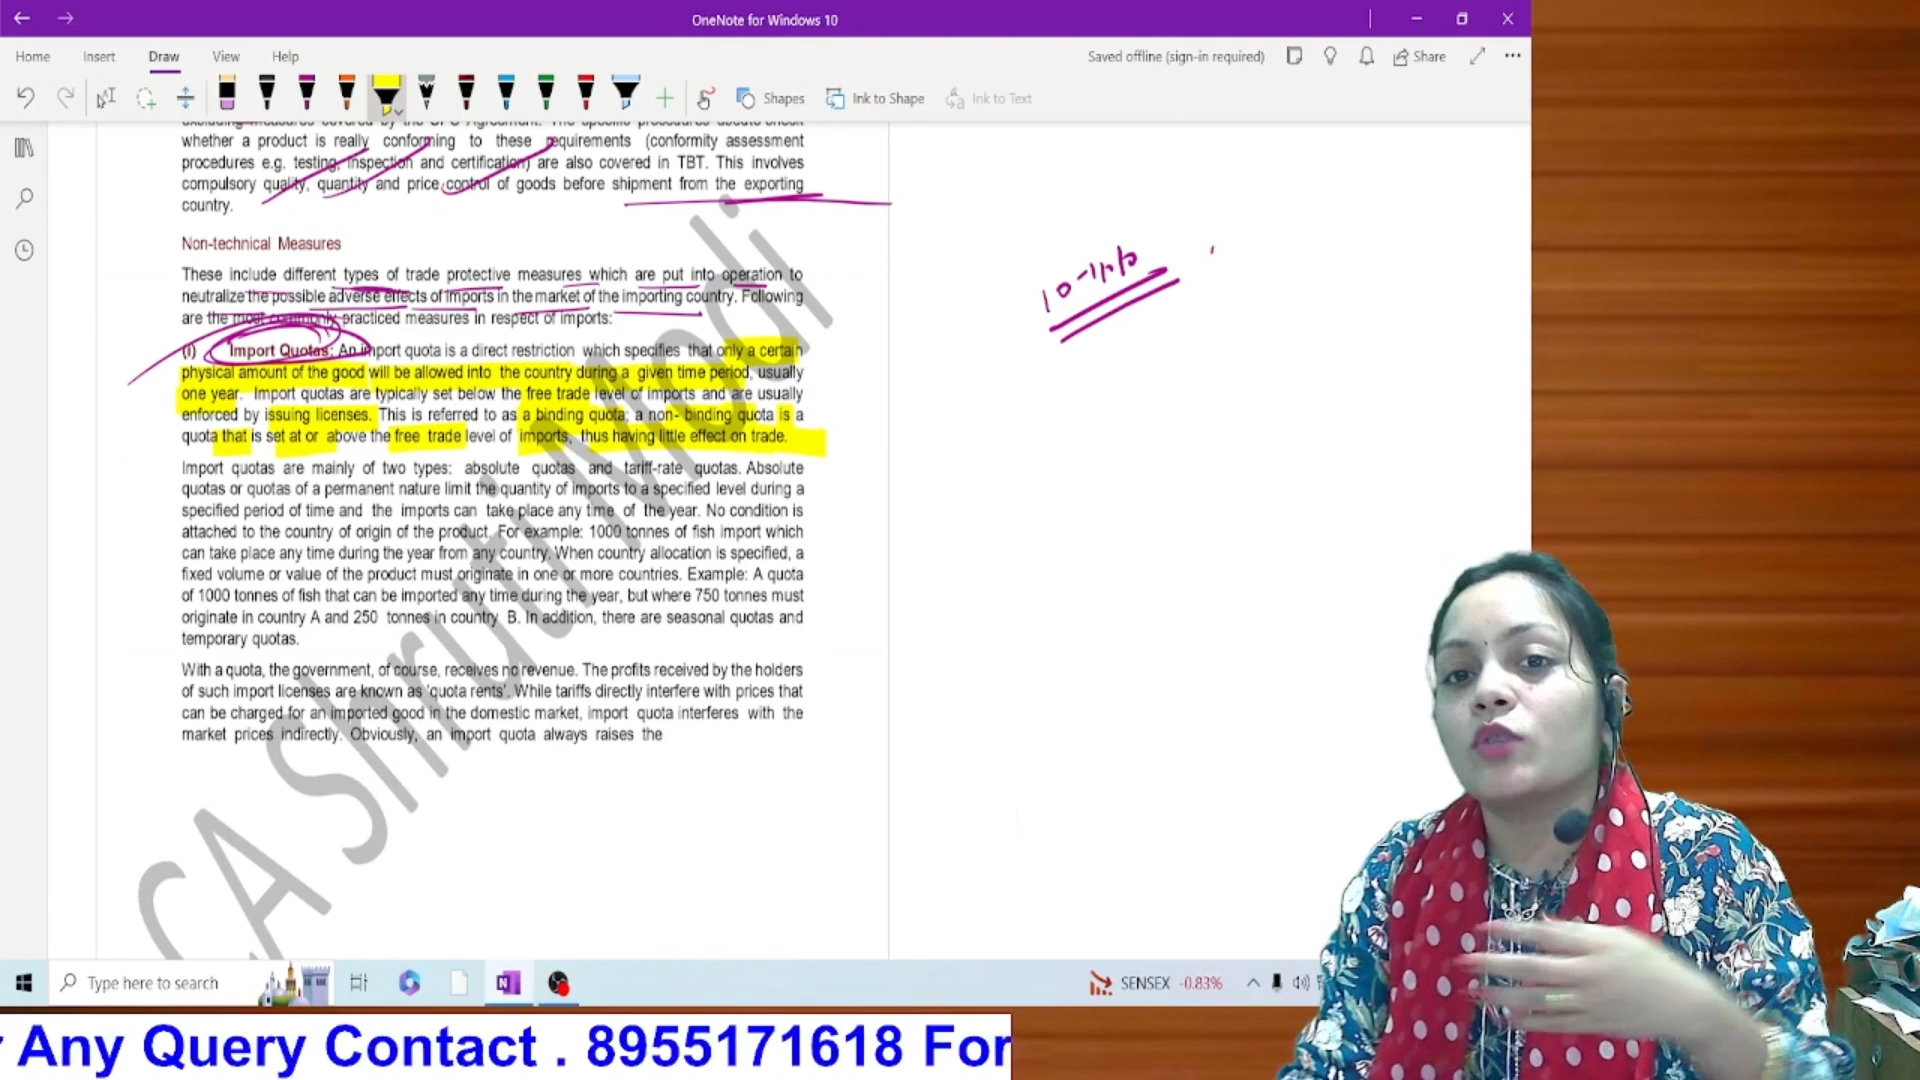 OneNote for Windows 10
Home Insert Draw View Help
Saved offline (sign-in required) Share
Shapes Ink to Shape Ink to Text
whether a product is really conforming to these requirements (conformity assessment
procedures e.g. testing, inspection and certification) are also covered in TBT. This involves
compulsory quality, quantity and price control of goods before shipment from the exporting
country.
Non-technical Measures
These include different types of trade protective measures which are put into operation to
neutralize the possible adverse effects of imports in the market of the importing country. Following
are the most commonly practiced measures in respect of imports:
(i) Import Quotas: An import quota is a direct restriction which specifies that only a certain
physical amount of the good will be allowed into the country during a given time period, usually
one year. Import quotas are typically set below the free trade level of imports and are usually
enforced by issuing licenses. This is referred to as a binding quota; a non- binding quota is a
quota that is set at or above the free trade level of imports, thus having little effect on trade.
Import quotas are mainly of two types: absolute quotas and tariff-rate quotas. Absolute
quotas or quotas of a permanent nature limit the quantity of imports to a specified level during a
specified period of time and the imports can take place any time of the year. No condition is
attached to the country of origin of the product. For example: 1000 tonnes of fish import which
can take place any time during the year from any country. When country allocation is specified, a
fixed volume or value of the product must originate in one or more countries. Example: A quota
of 1000 tonnes of fish that can be imported any time during the year, but where 750 tonnes must
originate in country A and 250 tonnes in country B. In addition, there are seasonal quotas and
temporary quotas.
With a quota, the government, of course, receives no revenue. The profits received by the holders
of such import licenses are known as 'quota rents'. While tariffs directly interfere with prices that
can be charged for an imported good in the domestic market, import quota interferes with the
market prices indirectly. Obviously, an import quota always raises the
CA Shruti Modi
Type here to search
SENSEX -0.83%
Any Query Contact . 8955171618 For